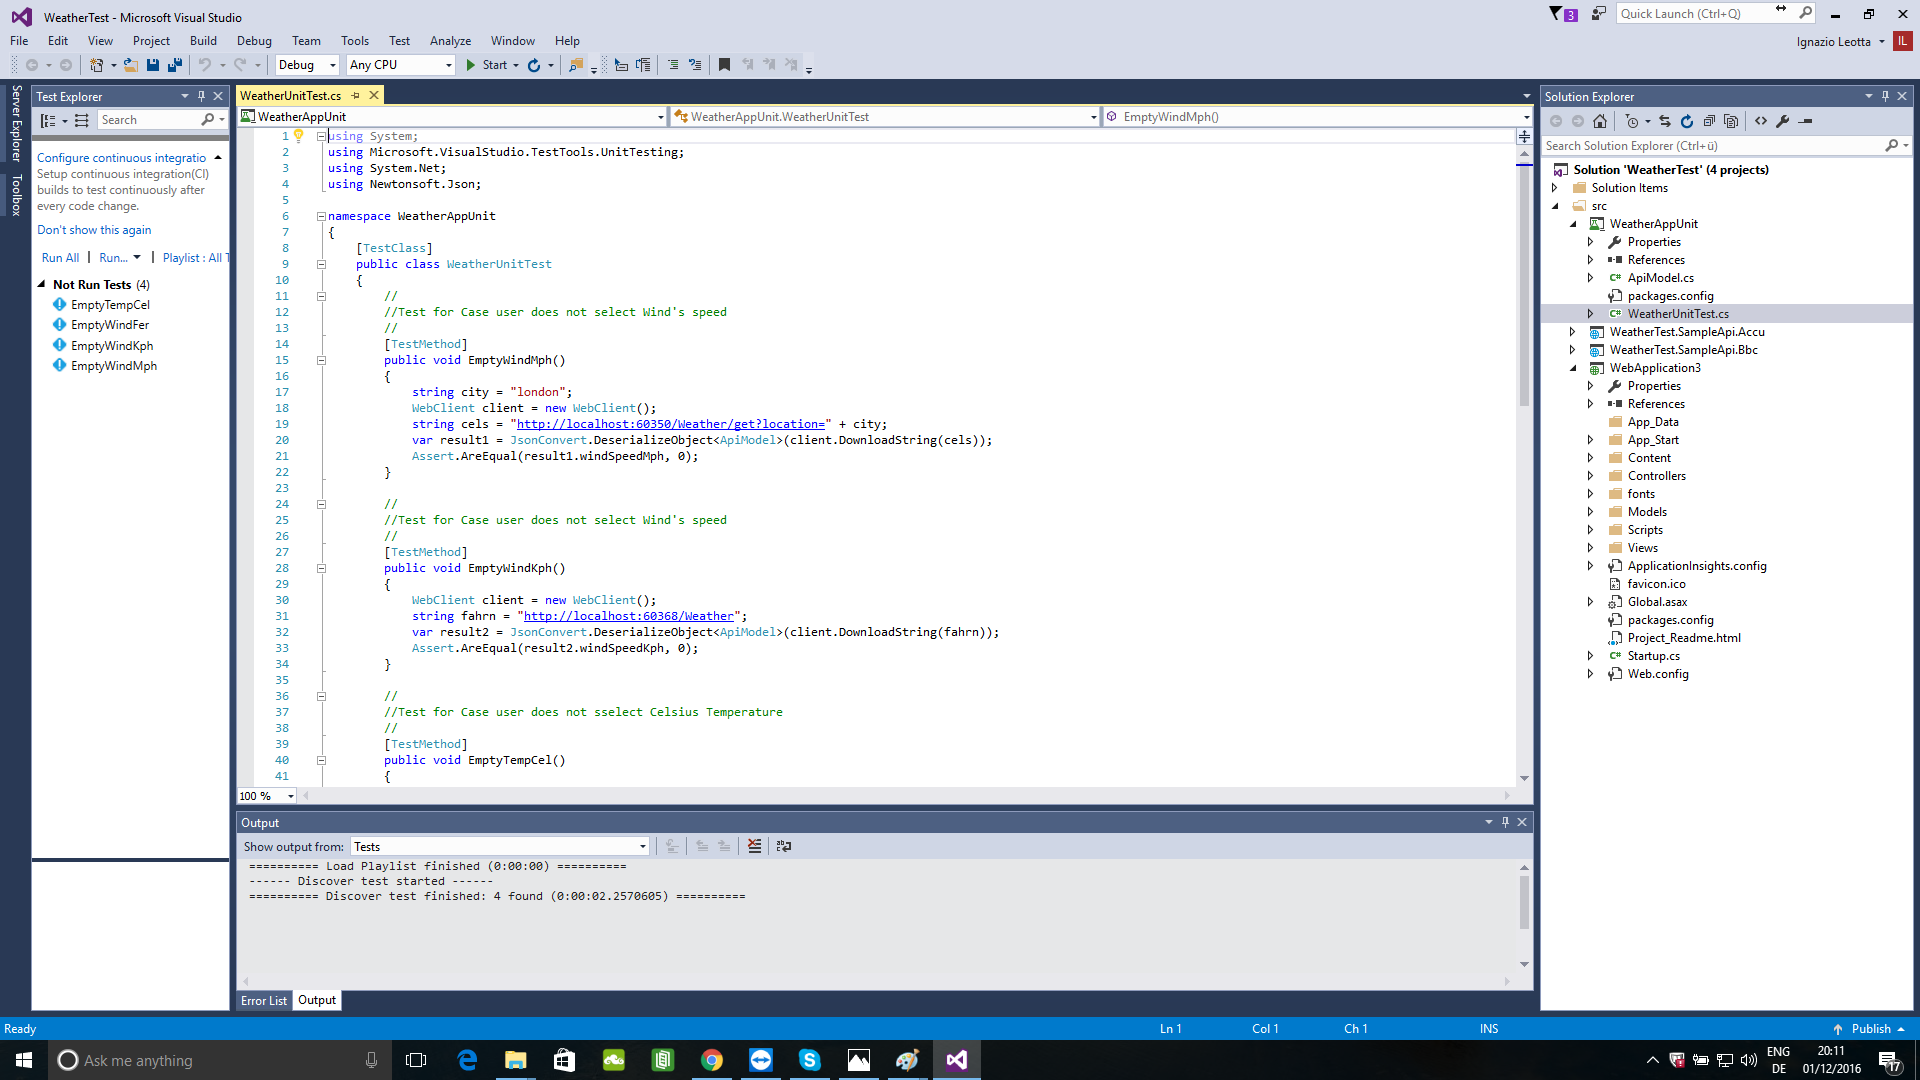 WeatherTest - Microsoft Visual Studio
3
Quick Launch (Ctrl+Q)
File Edit View Project Build Debug Team Tools Test Analyze Window Help
Ignazio Leotta
IL
Debug Any CPU Start
Server Explorer
Toolbox
Test Explorer
Search
Configure continuous integratio
Setup continuous integration(CI)
builds to test continuously after
every code change.
Don't show this again
Run All | Run... | Playlist : All T
Not Run Tests (4)
EmptyTempCel
EmptyWindFer
EmptyWindKph
EmptyWindMph
WeatherUnitTest.cs
WeatherAppUnit WeatherAppUnit.WeatherUnitTest EmptyWindMph()
1 using System;
2 using Microsoft.VisualStudio.TestTools.UnitTesting;
3 using System.Net;
4 using Newtonsoft.Json;
5
6 namespace WeatherAppUnit
7 {
8 [TestClass]
9 public class WeatherUnitTest
10 {
11 //
12 //Test for Case user does not select Wind's speed
13 //
14 [TestMethod]
15 public void EmptyWindMph()
16 {
17 string city = "london";
18 WebClient client = new WebClient();
19 string cels = "http://localhost:60350/Weather/get?location=" + city;
20 var result1 = JsonConvert.DeserializeObject<ApiModel>(client.DownloadString(cels));
21 Assert.AreEqual(result1.windSpeedMph, 0);
22 }
23
24 //
25 //Test for Case user does not select Wind's speed
26 //
27 [TestMethod]
28 public void EmptyWindKph()
29 {
30 WebClient client = new WebClient();
31 string fahrn = "http://localhost:60368/Weather";
32 var result2 = JsonConvert.DeserializeObject<ApiModel>(client.DownloadString(fahrn));
33 Assert.AreEqual(result2.windSpeedKph, 0);
34 }
35
36 //
37 //Test for Case user does not sselect Celsius Temperature
38 //
39 [TestMethod]
40 public void EmptyTempCel()
41 {
100 %
Output
Show output from: Tests
========== Load Playlist finished (0:00:00) ==========
------ Discover test started ------
========== Discover test finished: 4 found (0:00:02.2570605) ==========
Error List Output
Solution Explorer
Search Solution Explorer (Ctrl+ü)
Solution 'WeatherTest' (4 projects)
Solution Items
src
WeatherAppUnit
Properties
References
ApiModel.cs
packages.config
WeatherUnitTest.cs
WeatherTest.SampleApi.Accu
WeatherTest.SampleApi.Bbc
WebApplication3
Properties
References
App_Data
App_Start
Content
Controllers
fonts
Models
Scripts
Views
ApplicationInsights.config
favicon.ico
Global.asax
packages.config
Project_Readme.html
Startup.cs
Web.config
Ready Ln 1 Col 1 Ch 1 INS Publish
Ask me anything
ENG
DE
20:11
01/12/2016
17